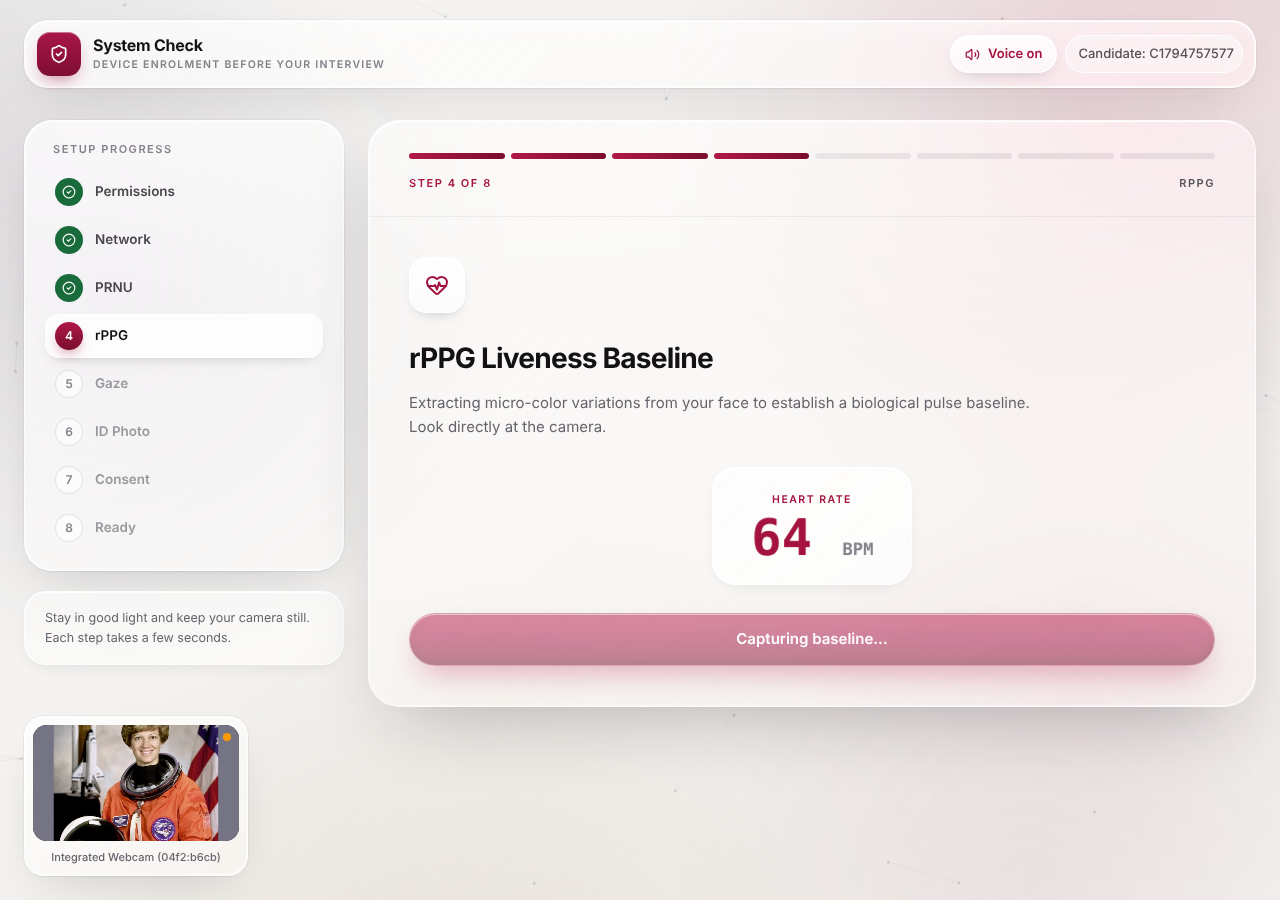 System Check
DEVICE ENROLMENT BEFORE YOUR INTERVIEW
Voice on
Candidate: C1794757577
SETUP PROGRESS
Permissions
Network
PRNU
4 rPPG
5 Gaze
6 ID Photo
7 Consent
8 Ready
Stay in good light and keep your camera still.
Each step takes a few seconds.
Integrated Webcam (04f2:b6cb)
STEP 4 OF 8
RPPG
rPPG Liveness Baseline
Extracting micro-color variations from your face to establish a biological pulse baseline.
Look directly at the camera.
HEART RATE
64 BPM
Capturing baseline...